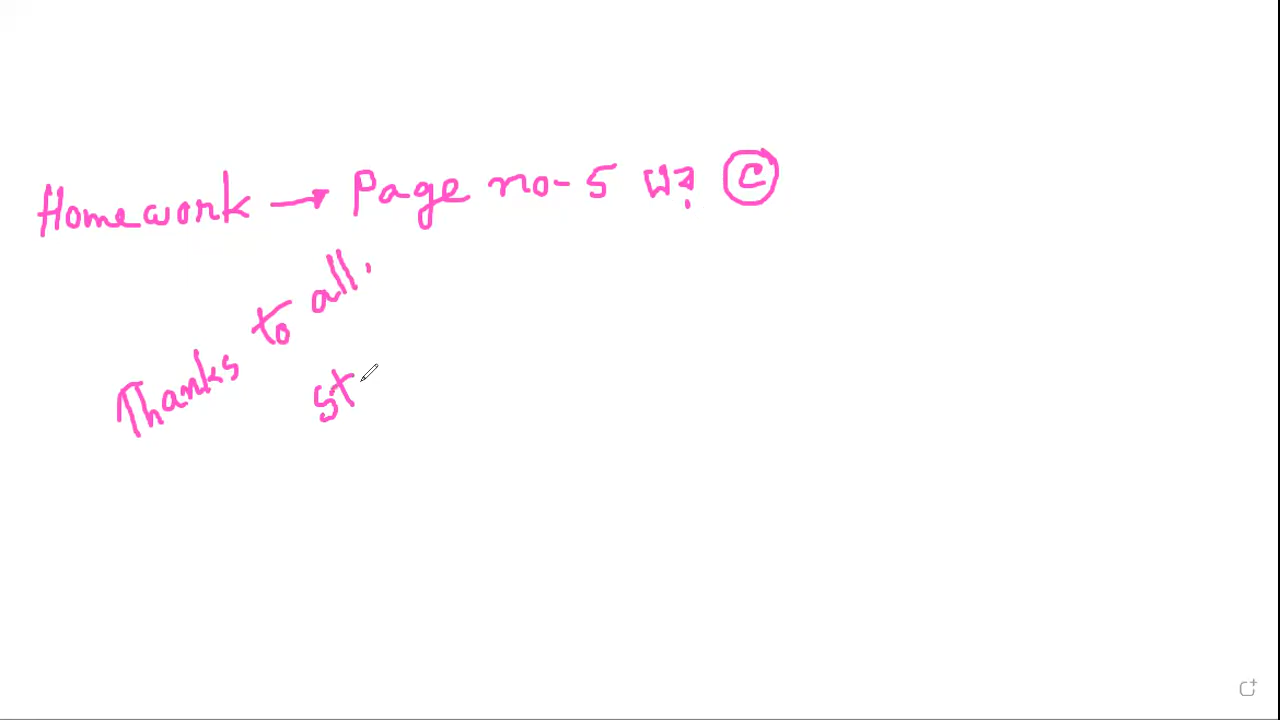 Homework → Page no-5 C
Thanks to all.
st